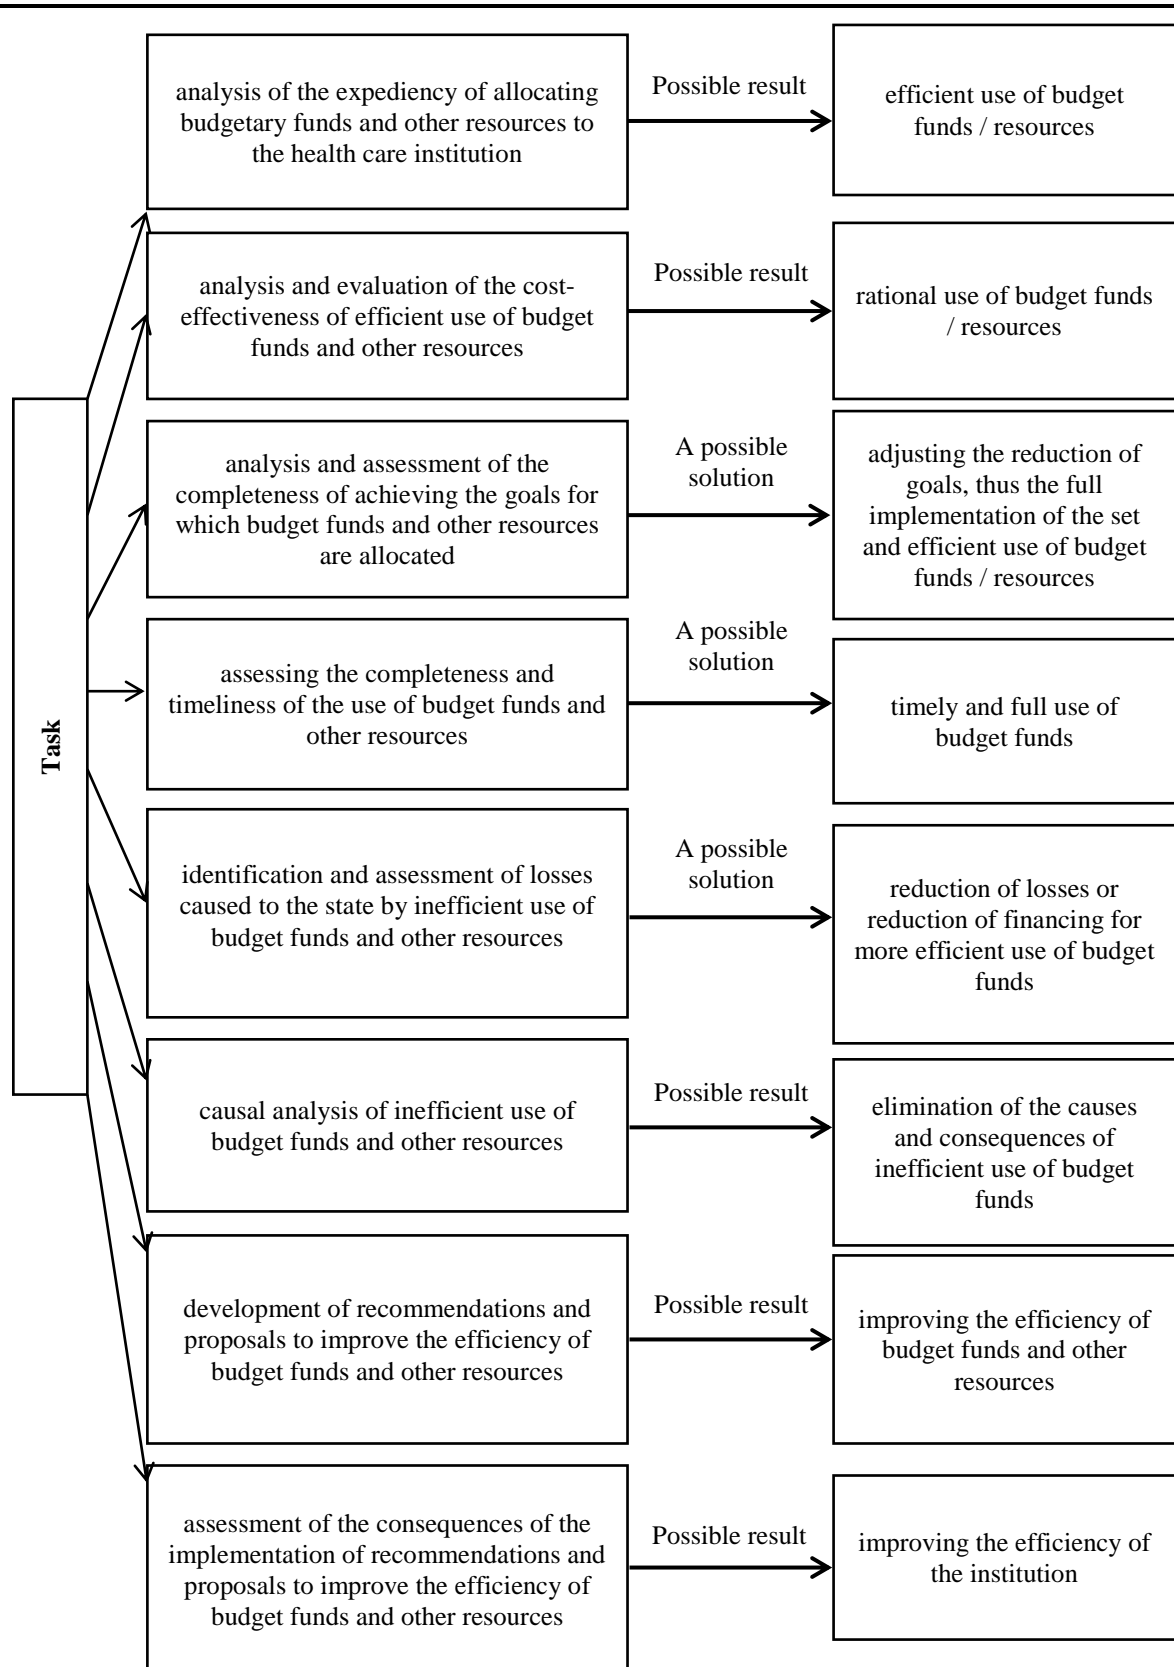 analysis of the expediency of allocating
budgetary funds and other resources to
the health care institution
Possible result
efficient use of budget
funds / resources
analysis and evaluation of the cost-
effectiveness of efficient use of budget
funds and other resources
Possible result
rational use of budget funds
/ resources
Task
analysis and assessment of the
completeness of achieving the goals for
which budget funds and other resources
are allocated
A possible
solution
adjusting the reduction of
goals, thus the full
implementation of the set
and efficient use of budget
funds / resources
assessing the completeness and
timeliness of the use of budget funds and
other resources
A possible
solution
timely and full use of
budget funds
identification and assessment of losses
caused to the state by inefficient use of
budget funds and other resources
A possible
solution
reduction of losses or
reduction of financing for
more efficient use of budget
funds
causal analysis of inefficient use of
budget funds and other resources
Possible result
elimination of the causes
and consequences of
inefficient use of budget
funds
development of recommendations and
proposals to improve the efficiency of
budget funds and other resources
Possible result
improving the efficiency of
budget funds and other
resources
assessment of the consequences of the
implementation of recommendations and
proposals to improve the efficiency of
budget funds and other resources
Possible result
improving the efficiency of
the institution